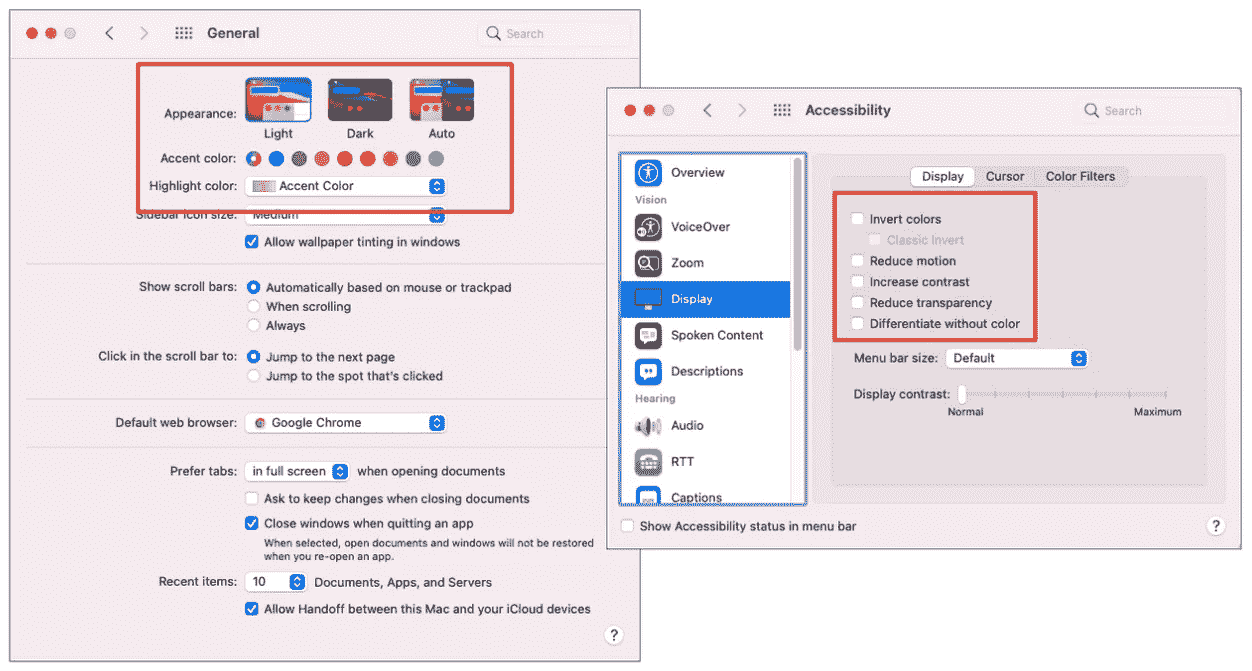 General
Search
Appearance:
Light
Dark
Auto
Accent color:
Highlight color:
Accent Color
Sidebar icon size:
Medium
Allow wallpaper tinting in windows
Show scroll bars:
Automatically based on mouse or trackpad
When scrolling
Always
Click in the scroll bar to:
Jump to the next page
Jump to the spot that's clicked
Default web browser:
Google Chrome
Prefer tabs:
in full screen
when opening documents
Ask to keep changes when closing documents
Close windows when quitting an app
When selected, open documents and windows will not be restored
when you re-open an app.
Recent items:
10
Documents, Apps, and Servers
Allow Handoff between this Mac and your iCloud devices
?
Accessibility
Search
Overview
Vision
VoiceOver
Zoom
Display
Spoken Content
Descriptions
Hearing
Audio
RTT
Captions
Display
Cursor
Color Filters
Invert colors
Classic Invert
Reduce motion
Increase contrast
Reduce transparency
Differentiate without color
Menu bar size:
Default
Display contrast:
Normal
Maximum
Show Accessibility status in menu bar
?